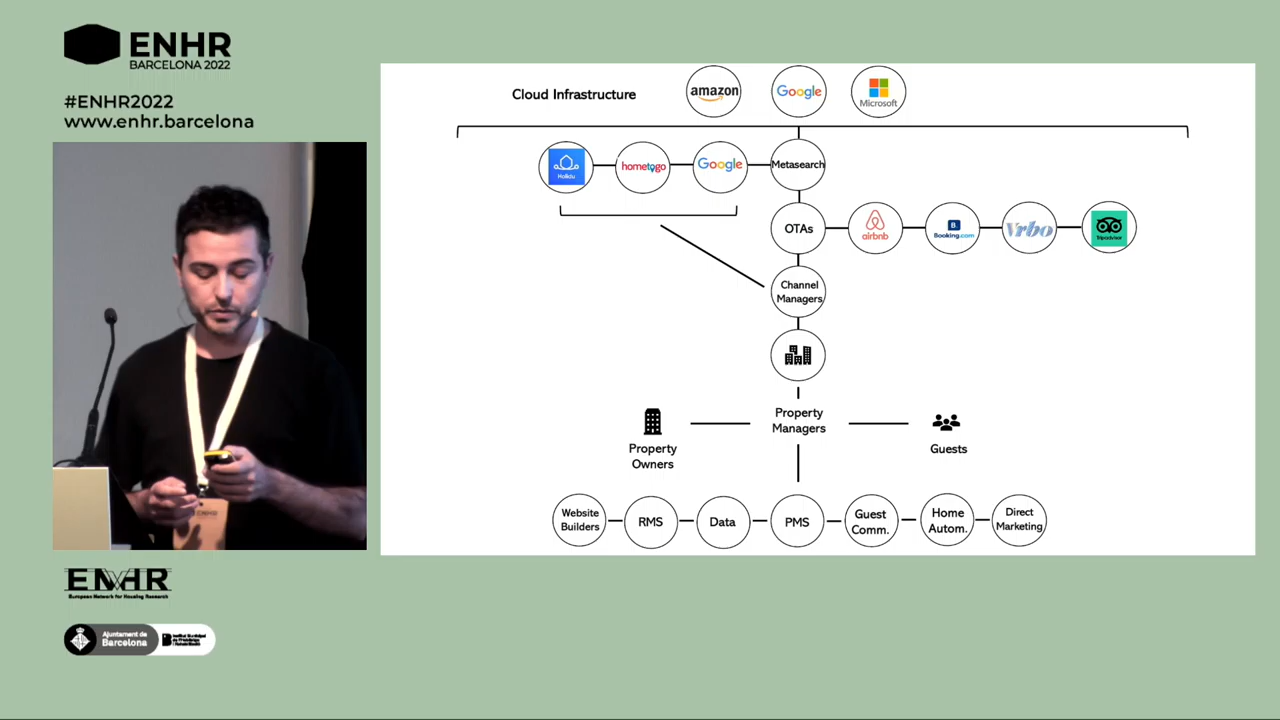 ENHR
BARCELONA 2022
#ENHR2022
www.enhr.barcelona
Cloud Infrastructure
amazon
Google
Microsoft
Holidu
hometogo
Google
Metasearch
OTAs
airbnb
B
Booking.com
Vrbo
Tripadvisor
Channel
Managers
Property
Managers
Property
Owners
Guests
Website
Builders
RMS
Data
PMS
Guest
Comm.
Home
Autom.
Direct
Marketing
ENHR
European Network for Housing Research
Ajuntament de
Barcelona